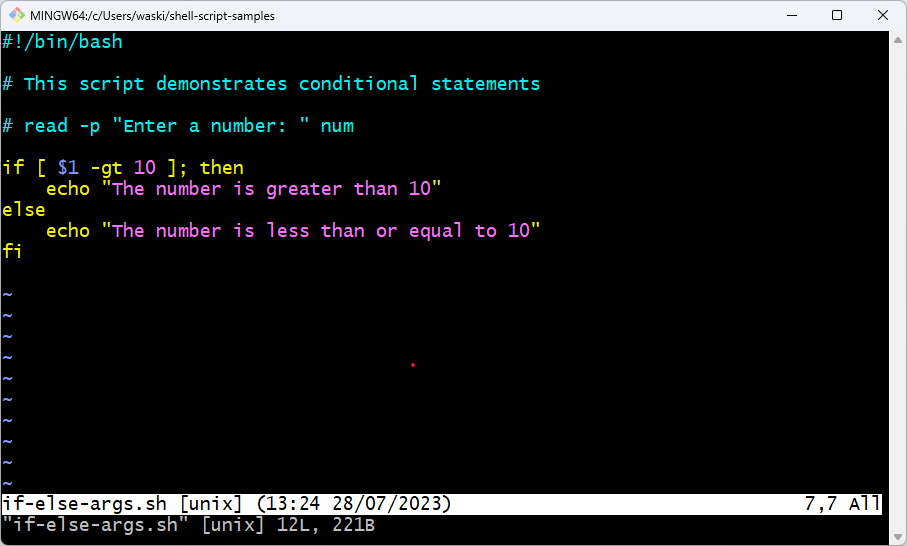 MINGW64:/c/Users/waski/shell-script-samples
#!/bin/bash
# This script demonstrates conditional statements
# read -p "Enter a number: " num
if [ $1 -gt 10 ]; then
    echo "The number is greater than 10"
else
    echo "The number is less than or equal to 10"
fi
~
~
~
~
~
~
~
~
~
~
if-else-args.sh [unix] (13:24 28/07/2023) 7,7 All
"if-else-args.sh" [unix] 12L, 221B